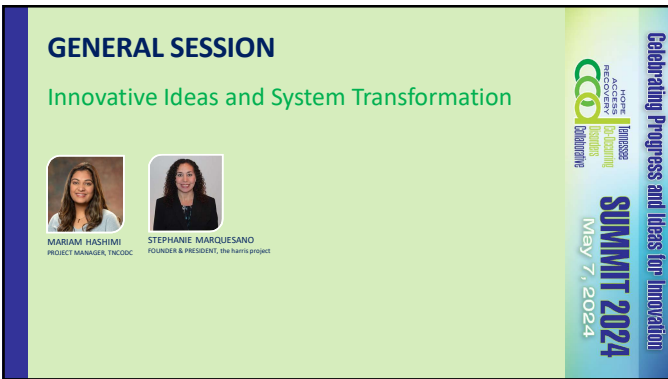 GENERAL SESSION
Innovative Ideas and System Transformation
MARIAM HASHIMI
PROJECT MANAGER, TNCODC
STEPHANIE MARQUESANO
FOUNDER & PRESIDENT, the harris project
Celebrating Progress and Ideas for Innovation
HOPE
ACCESS
RECOVERY
Tennessee
Co-Occurring
Disorders
Collaborative
SUMMIT 2024
May 7, 2024